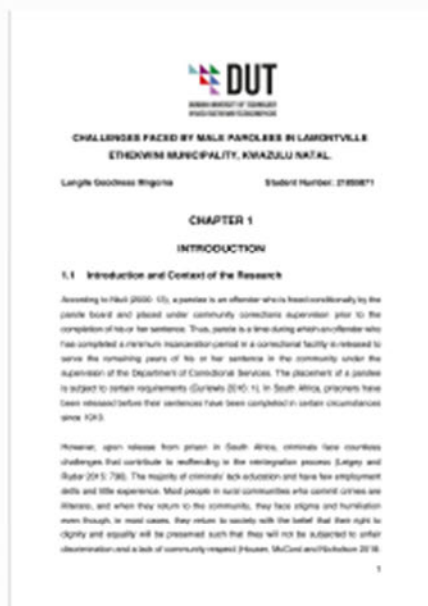 DUT
DURBAN UNIVERSITY OF TECHNOLOGY
CHALLENGES FACED BY MALE PAROLEES IN LAMONTVILLE
ETHEKWINI MUNICIPALITY, KWAZULU NATAL.
Goodness Student Number:
CHAPTER 1
INTRODUCTION
1.1 Introduction and Context of the Research
According to a parolee is an offender who is freed conditionally by the
parole board and placed under community corrections supervision prior to the
completion of his or her sentence. Thus, parole is a time during which an offender who
has completed a minimum incarceration period in a correctional facility is released to
serve the remaining years of his or her sentence in the community under the
supervision of the Department of Correctional Services. The placement of a parolee
is subject to certain requirements In South Africa, prisoners have
been released before their sentences have been completed in certain circumstances
since
However, upon release from prison in South Africa, criminals face countless
challenges that contribute to reoffending in the reintegration process
The majority of criminals lack education and have few employment
skills and little experience. Most people in rural communities who commit crimes are
illiterate, and when they return to the community, they face stigma and humiliation
even though, in most cases, they return to society with the belief that their right to
dignity and equality will be preserved such that they will not be subjected to unfair
discrimination and a lack of community respect
1